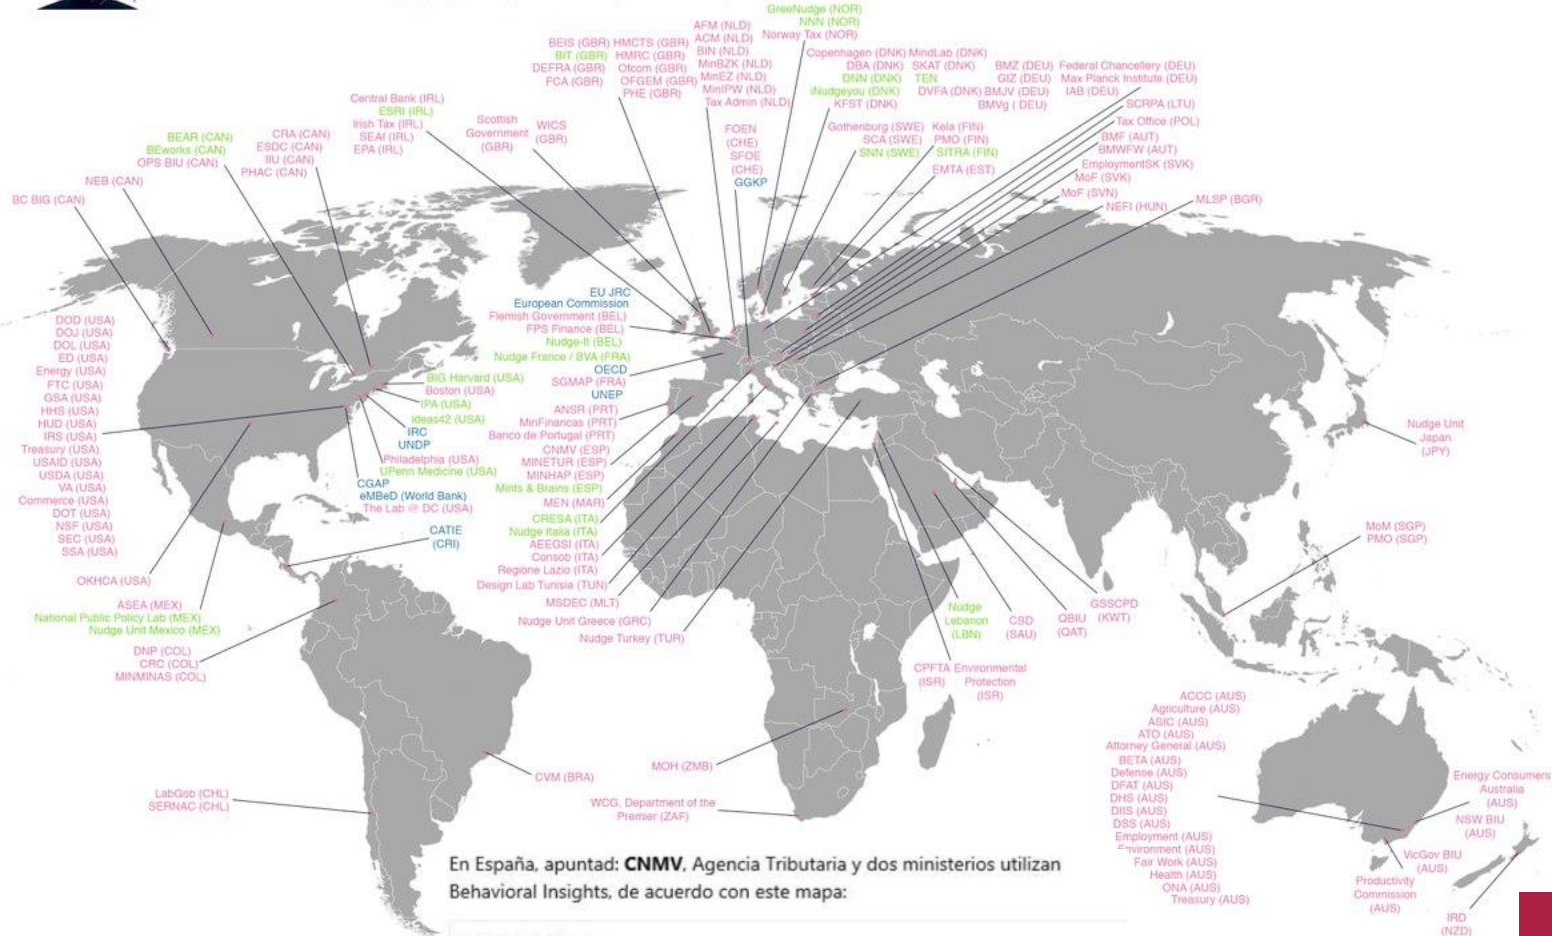 GreeNudge (NOR)
NNN (NOR)
Norway Tax (NOR)
AFM (NLD)
ACM (NLD)
BIN (NLD)
MinBZK (NLD)
MinEZ (NLD)
MinIPW (NLD)
Tax Admin (NLD)
BEIS (GBR) HMCTS (GBR)
BIT (GBR) HMRC (GBR)
DEFRA (GBR) Ofcom (GBR)
FCA (GBR) OFGEM (GBR)
PHE (GBR)
Copenhagen (DNK) MindLab (DNK)
DBA (DNK) SKAT (DNK)
DNN (DNK) TEN
iNudgeyou (DNK) DVFA (DNK)
KFST (DNK)
BMZ (DEU) Federal Chancellery (DEU)
GIZ (DEU) Max Planck Institute (DEU)
BMJV (DEU) IAB (DEU)
BMVg ( DEU)
SCRPA (LTU)
Tax Office (POL)
BMF (AUT)
BMWFW (AUT)
EmploymentSK (SVK)
MoF (SVK)
MoF (SVN)
NEFI (HUN)
MLSP (BGR)
Central Bank (IRL)
ESRI (IRL)
Irish Tax (IRL)
SEAI (IRL)
EPA (IRL)
Scottish
Government
(GBR)
WICS
(GBR)
FOEN
(CHE)
SFOE
(CHE)
GGKP
Gothenburg (SWE)
SCA (SWE)
SNN (SWE)
Kela (FIN)
PMO (FIN)
SITRA (FIN)
EMTA (EST)
BEAR (CAN)
BEworks (CAN)
OPS BIU (CAN)
CRA (CAN)
ESDC (CAN)
IIU (CAN)
PHAC (CAN)
NEB (CAN)
BC BIG (CAN)
DOD (USA)
DOJ (USA)
DOL (USA)
ED (USA)
Energy (USA)
FTC (USA)
GSA (USA)
HHS (USA)
HUD (USA)
IRS (USA)
Treasury (USA)
USAID (USA)
USDA (USA)
VA (USA)
Commerce (USA)
DOT (USA)
NSF (USA)
SEC (USA)
SSA (USA)
OKHCA (USA)
BIG Harvard (USA)
Boston (USA)
IPA (USA)
ideas42 (USA)
IRC
UNDP
Philadelphia (USA)
UPenn Medicine (USA)
CGAP
eMBeD (World Bank)
The Lab @ DC (USA)
CATIE
(CRI)
ASEA (MEX)
National Public Policy Lab (MEX)
Nudge Unit Mexico (MEX)
DNP (COL)
CRC (COL)
MINMINAS (COL)
LabGob (CHL)
SERNAC (CHL)
CVM (BRA)
EU JRC
European Commission
Flemish Government (BEL)
FPS Finance (BEL)
Nudge-It (BEL)
Nudge France / BVA (FRA)
OECD
SGMAP (FRA)
UNEP
ANSR (PRT)
MinFinancas (PRT)
Banco de Portugal (PRT)
CNMV (ESP)
MINETUR (ESP)
MINHAP (ESP)
Mints & Brains (ESP)
MEN (MAR)
CRESA (ITA)
Nudge Italia (ITA)
AEEGSI (ITA)
Consob (ITA)
Regione Lazio (ITA)
Design Lab Tunisia (TUN)
MSDEC (MLT)
Nudge Unit Greece (GRC)
Nudge Turkey (TUR)
MOH (ZMB)
WCG, Department of the
Premier (ZAF)
Nudge
Lebanon
(LBN)
CPFTA
(ISR)
Environmental
Protection
(ISR)
CSD
(SAU)
QBIU
(QAT)
GSSCPD
(KWT)
Nudge Unit
Japan
(JPY)
MoM (SGP)
PMO (SGP)
ACCC (AUS)
Agriculture (AUS)
ASIC (AUS)
ATO (AUS)
Attorney General (AUS)
BETA (AUS)
Defense (AUS)
DFAT (AUS)
DHS (AUS)
DIIS (AUS)
DSS (AUS)
Employment (AUS)
Environment (AUS)
Fair Work (AUS)
Health (AUS)
ONA (AUS)
Treasury (AUS)
Energy Consumers
Australia
(AUS)
NSW BIU
(AUS)
VicGov BIU
(AUS)
Productivity
Commission
(AUS)
IRD
(NZD)
En España, apuntad: CNMV, Agencia Tributaria y dos ministerios utilizan
Behavioral Insights, de acuerdo con este mapa: